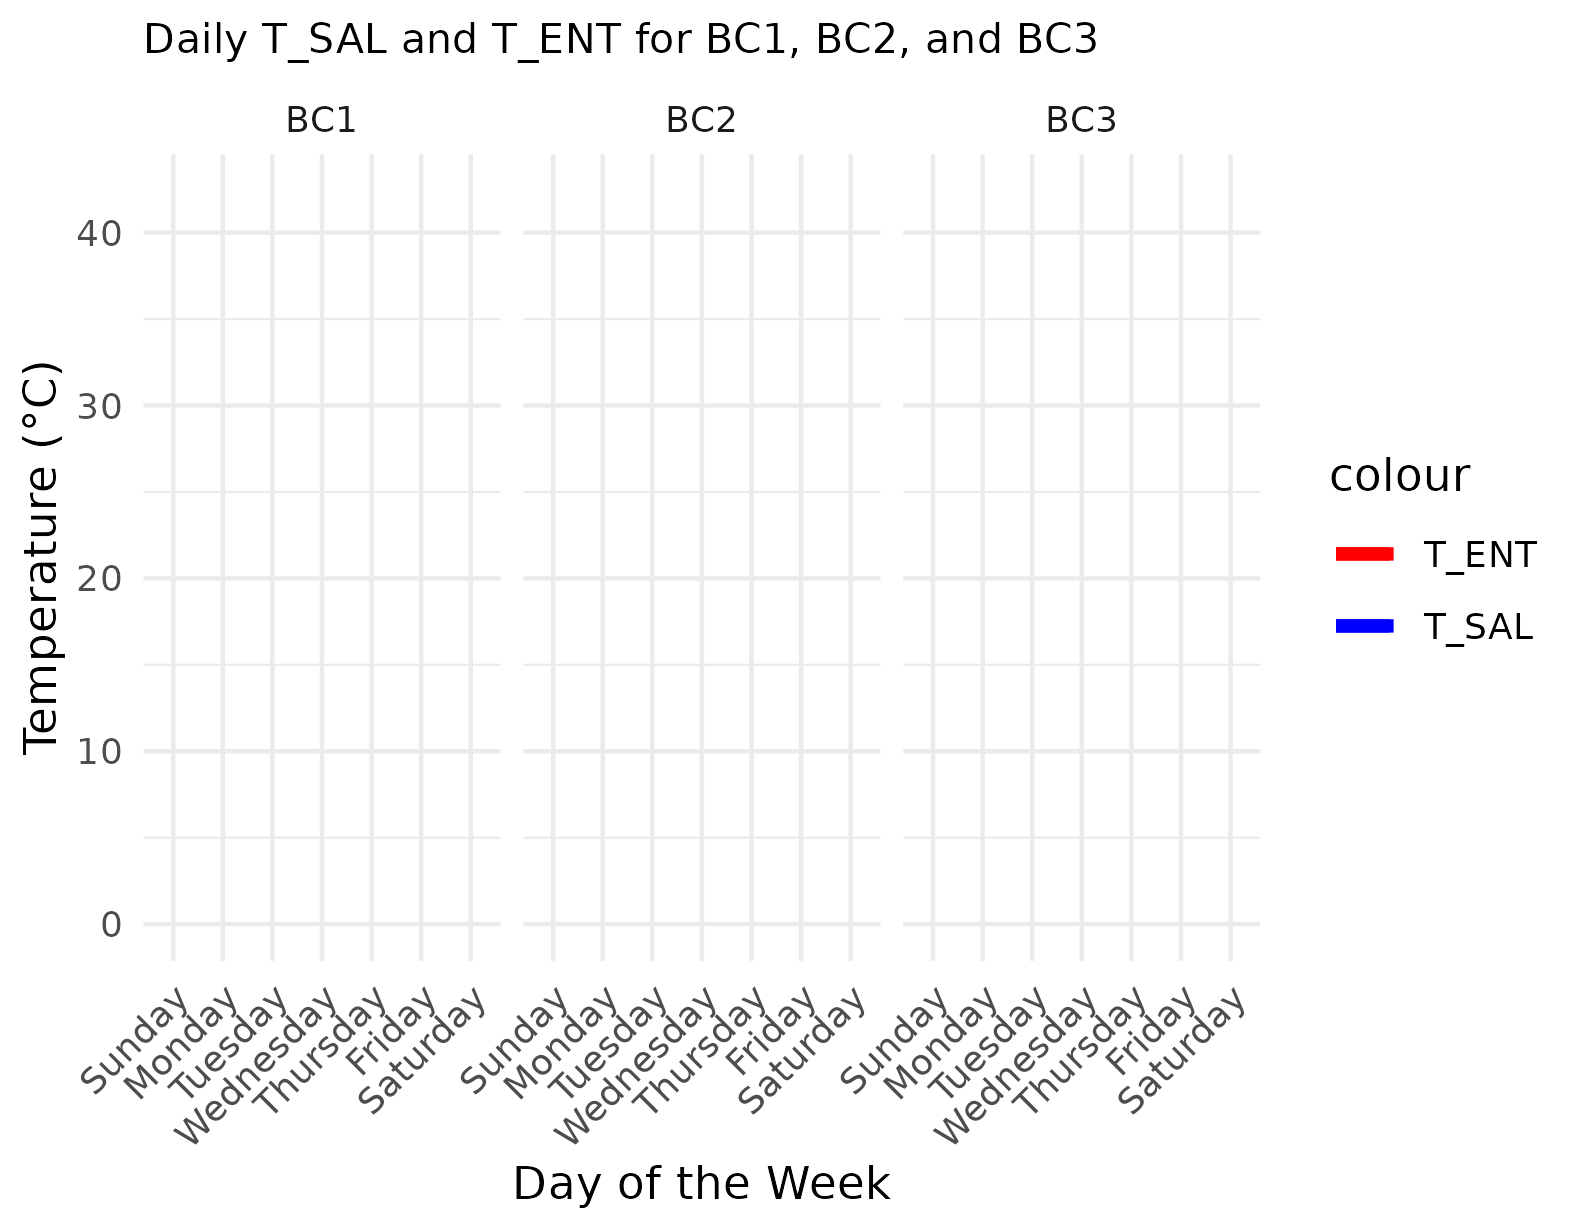 Daily T_SAL and T_ENT for BC1, BC2, and BC3
BC1 BC2 BC3
Temperature (°C)
40
30
20
10
0
Sunday Monday Tuesday Wednesday Thursday Friday Saturday
Sunday Monday Tuesday Wednesday Thursday Friday Saturday
Sunday Monday Tuesday Wednesday Thursday Friday Saturday
Day of the Week
colour
T_ENT
T_SAL